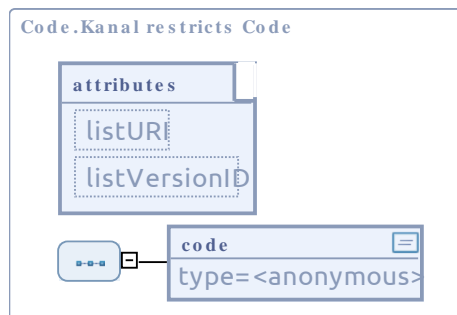 Code.Kanal restricts Code
attributes
listURI
listVersionID
code
type=<anonymous>